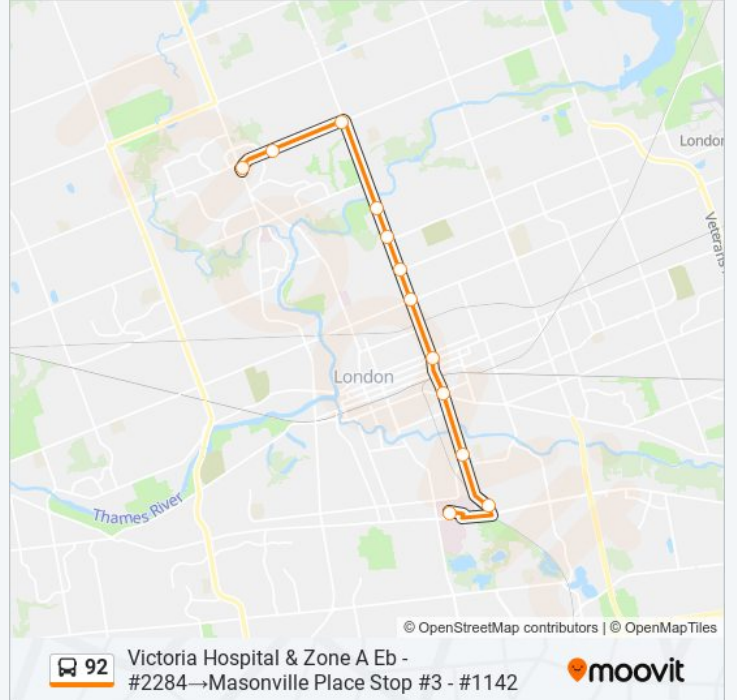 London
Veterans
London
Thames River
© OpenStreetMap contributors | © OpenMapTiles
92
Victoria Hospital & Zone A Eb -
#2284→Masonville Place Stop #3 - #1142
moovit